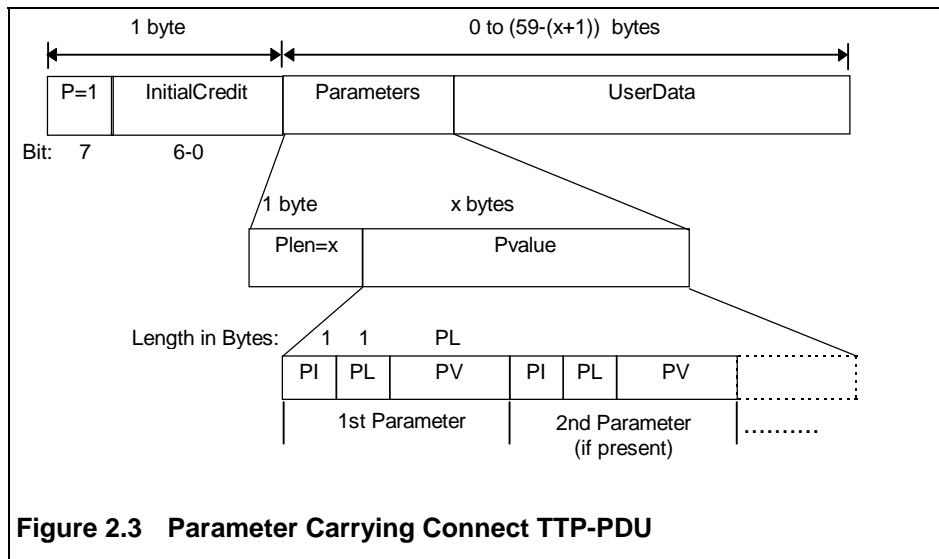 1 byte 0 to (59-(x+1)) bytes
P=1 InitialCredit Parameters UserData
Bit: 7 6-0
1 byte x bytes
Plen=x Pvalue
Length in Bytes: 1 1 PL
PI PL PV PI PL PV
1st Parameter 2nd Parameter ..........
(if present)
Figure 2.3 Parameter Carrying Connect TTP-PDU